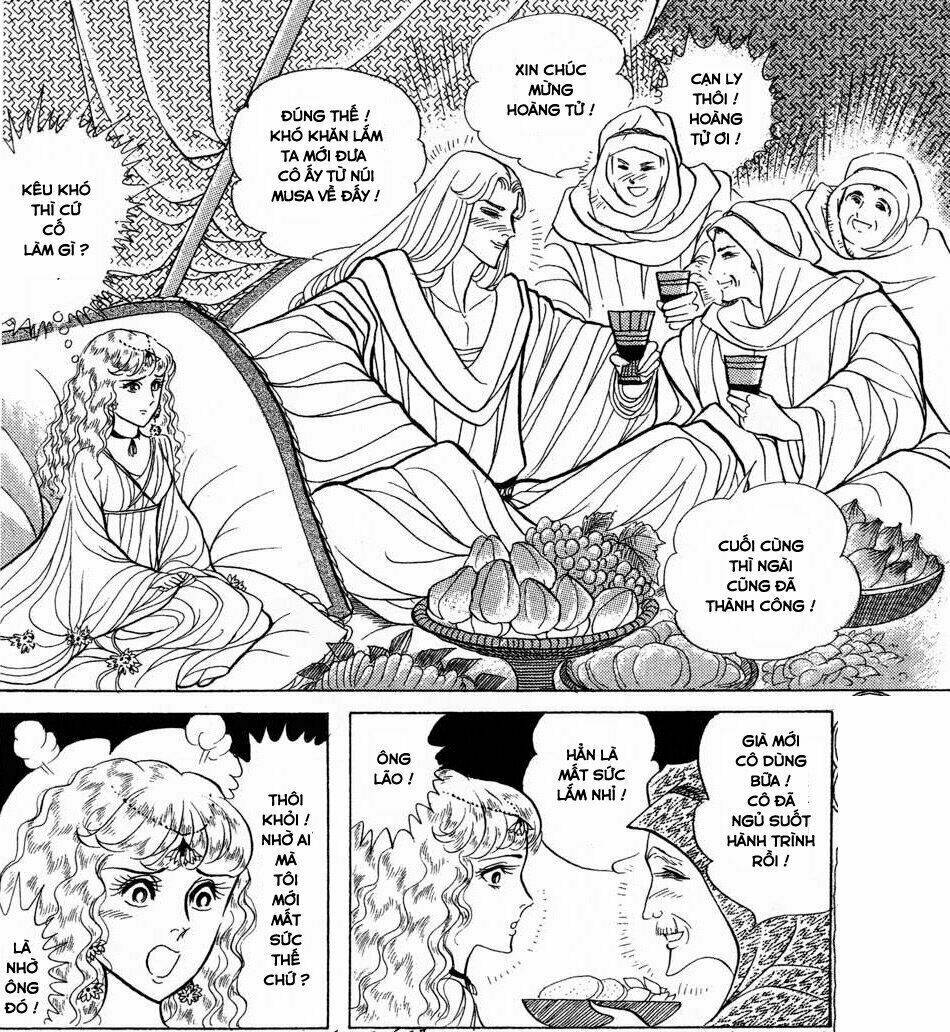 CẠN LY
THÔI !
HOÀNG
TỬ ƠI !
XIN CHÚC
MỪNG
HOÀNG TỬ !
CUỐI CÙNG
THÌ NGÀI
CŨNG ĐÃ
THÀNH CÔNG !
ĐÚNG THẾ !
KHÓ KHĂN LẮM
TA MỚI ĐƯA
CÔ ẤY TỪ NÚI
MUSA VỀ ĐẤY !
KÊU KHÓ
THÌ CỨ
CỐ
LÀM GÌ ?
GIÀ MỜI
CÔ DÙNG
BỮA !
CÔ ĐÃ
NGỦ SUỐT
HÀNH TRÌNH
RỒI !
HẲN LÀ
MẤT SỨC
LẮM NHỈ !
ÔNG
LÃO !
THÔI
KHỎI !
NHỜ AI
MÀ
TÔI
MỚI
MẤT
SỨC
THẾ
CHỨ ?
LÀ
NHỜ
ÔNG
ĐÓ !